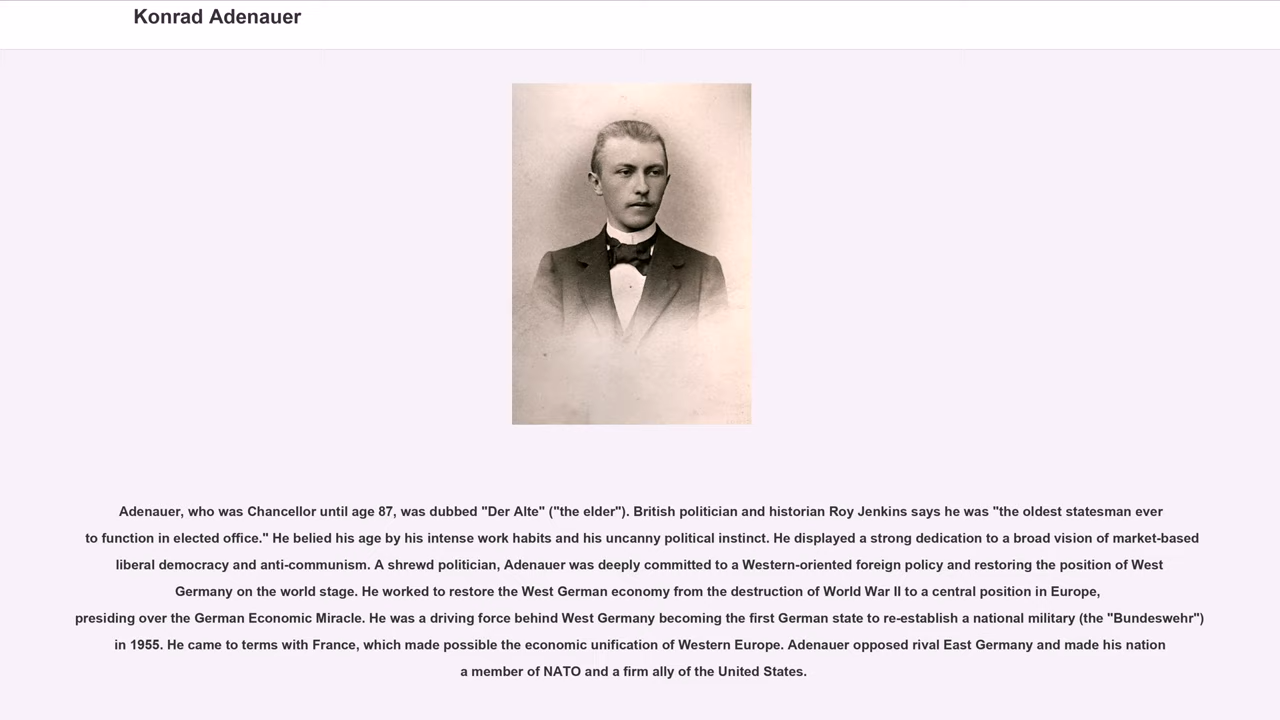 Konrad Adenauer
Adenauer, who was Chancellor until age 87, was dubbed "Der Alte" ("the elder"). British politician and historian Roy Jenkins says he was "the oldest statesman ever
to function in elected office." He belied his age by his intense work habits and his uncanny political instinct. He displayed a strong dedication to a broad vision of market-based
liberal democracy and anti-communism. A shrewd politician, Adenauer was deeply committed to a Western-oriented foreign policy and restoring the position of West
Germany on the world stage. He worked to restore the West German economy from the destruction of World War II to a central position in Europe,
presiding over the German Economic Miracle. He was a driving force behind West Germany becoming the first German state to re-establish a national military (the "Bundeswehr")
in 1955. He came to terms with France, which made possible the economic unification of Western Europe. Adenauer opposed rival East Germany and made his nation
a member of NATO and a firm ally of the United States.